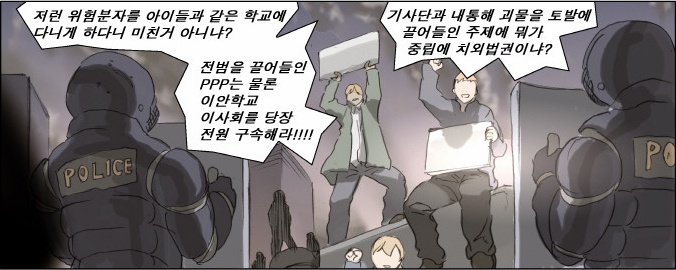 저런 위험분자를 아이들과 같은 학교에
다니게 하다니 미친거 아니냐?
전범을 끌어들인
PPP는 물론
이안학교
이사회를 당장
전원 구속해라!!!!
기사단과 내통해 괴물을 토발에
끌어들인 주제에 뭐가
중립에 치외법권이냐?
POLICE
PO